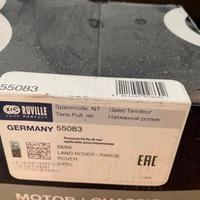 55083
RUVILLE
YOUR PARTNER
Spannrolle, NT
Galet/Tendeur
Tens Pull, nb
Натяжной ролик
GERMANY 55083
BMW
LAND ROVER / RANGE
ROVER
OPEL
EAC
MOTOR /